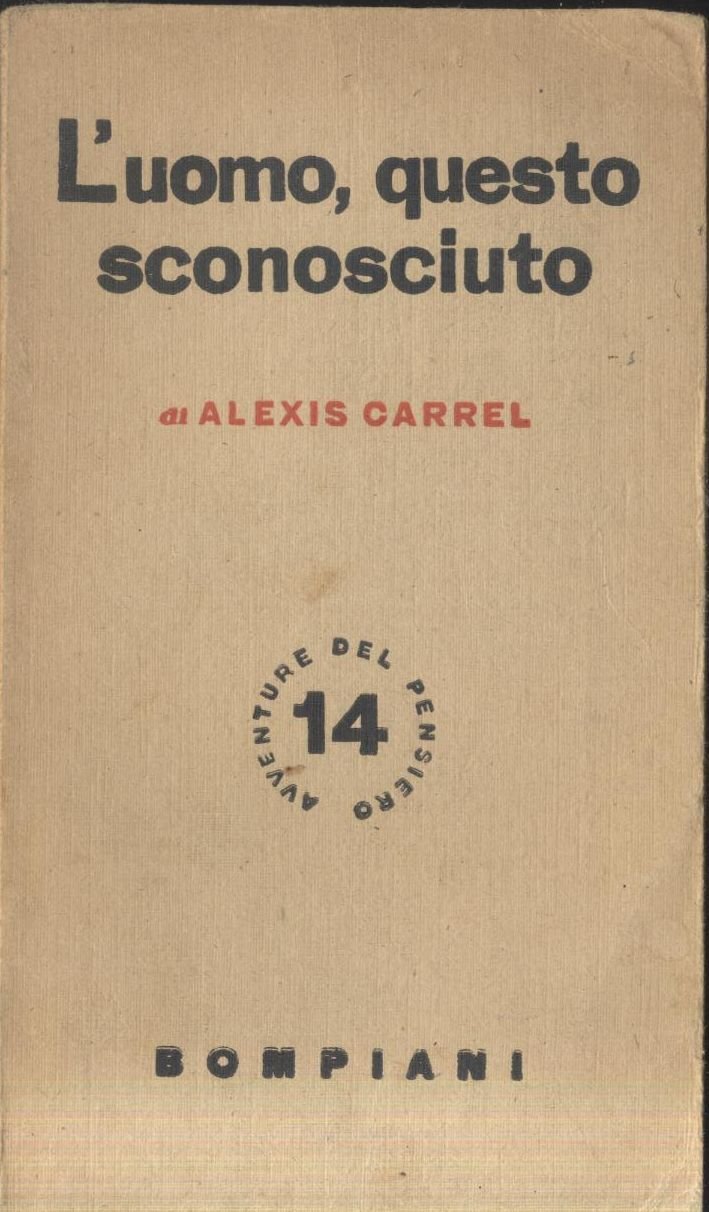 L'uomo, questo
sconosciuto
di ALEXIS CARREL
AVVENTURE DEL PENSIERO
14
BOMPIANI